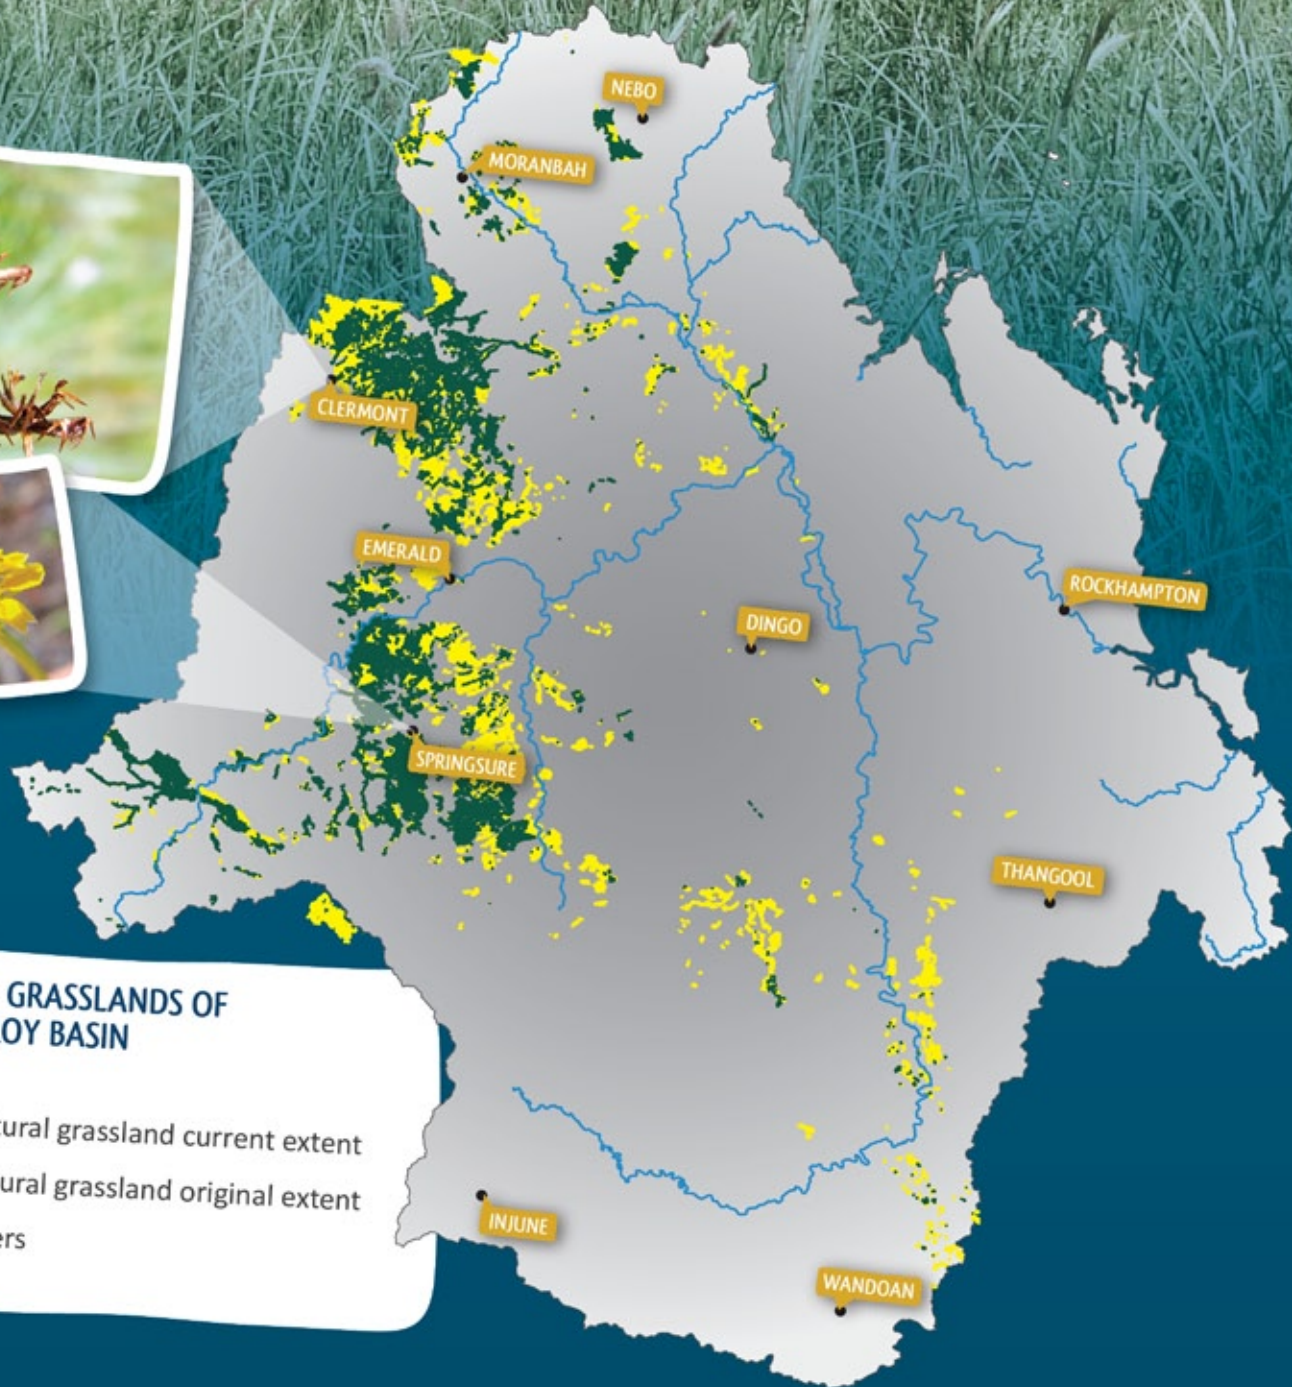 NEBO
MORANBAH
CLERMONT
EMERALD
ROCKHAMPTON
DINGO
SPRINGSURE
THANGOOL
GRASSLANDS OF
OY BASIN
tural grassland current extent
ural grassland original extent
ers
INJUNE
WANDOAN